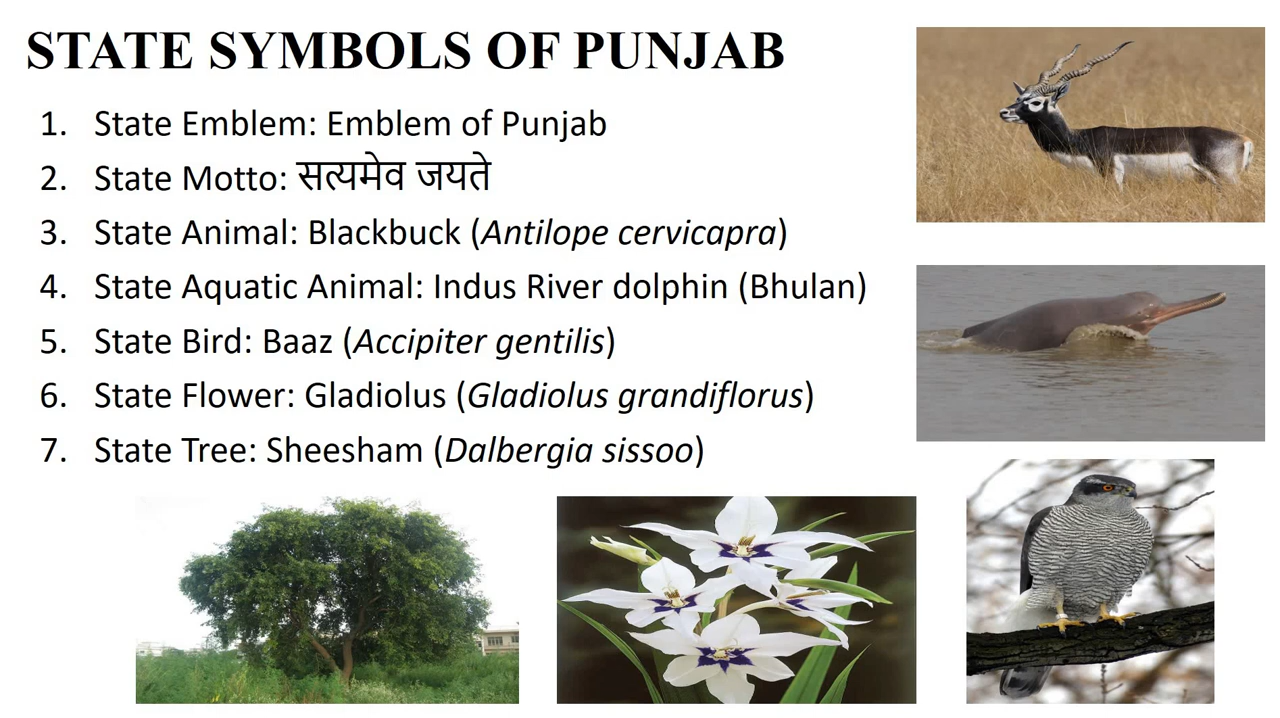 STATE SYMBOLS OF PUNJAB
1. State Emblem: Emblem of Punjab
2. State Motto: सत्यमेव जयते
3. State Animal: Blackbuck (Antilope cervicapra)
4. State Aquatic Animal: Indus River dolphin (Bhulan)
5. State Bird: Baaz (Accipiter gentilis)
6. State Flower: Gladiolus (Gladiolus grandiflorus)
7. State Tree: Sheesham (Dalbergia sissoo)